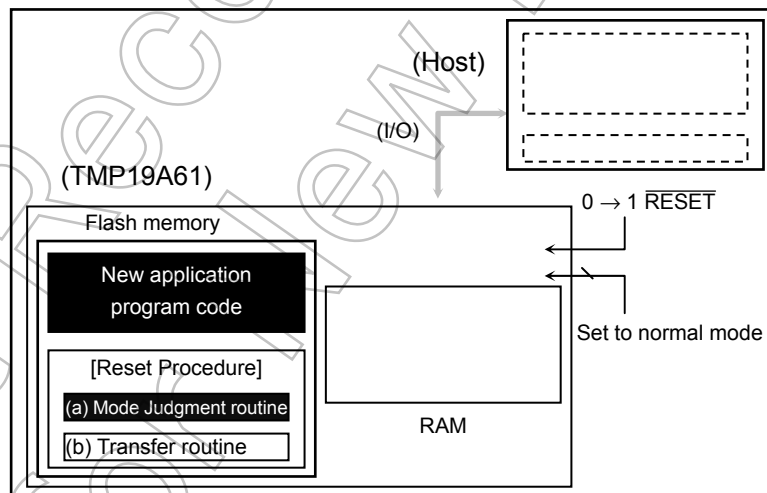 (Host)
(I/O)
(TMP19A61)
0 → 1 RESET
Flash memory
New application
program code
[Reset Procedure]
(a) Mode Judgment routine
(b) Transfer routine
RAM
Set to normal mode